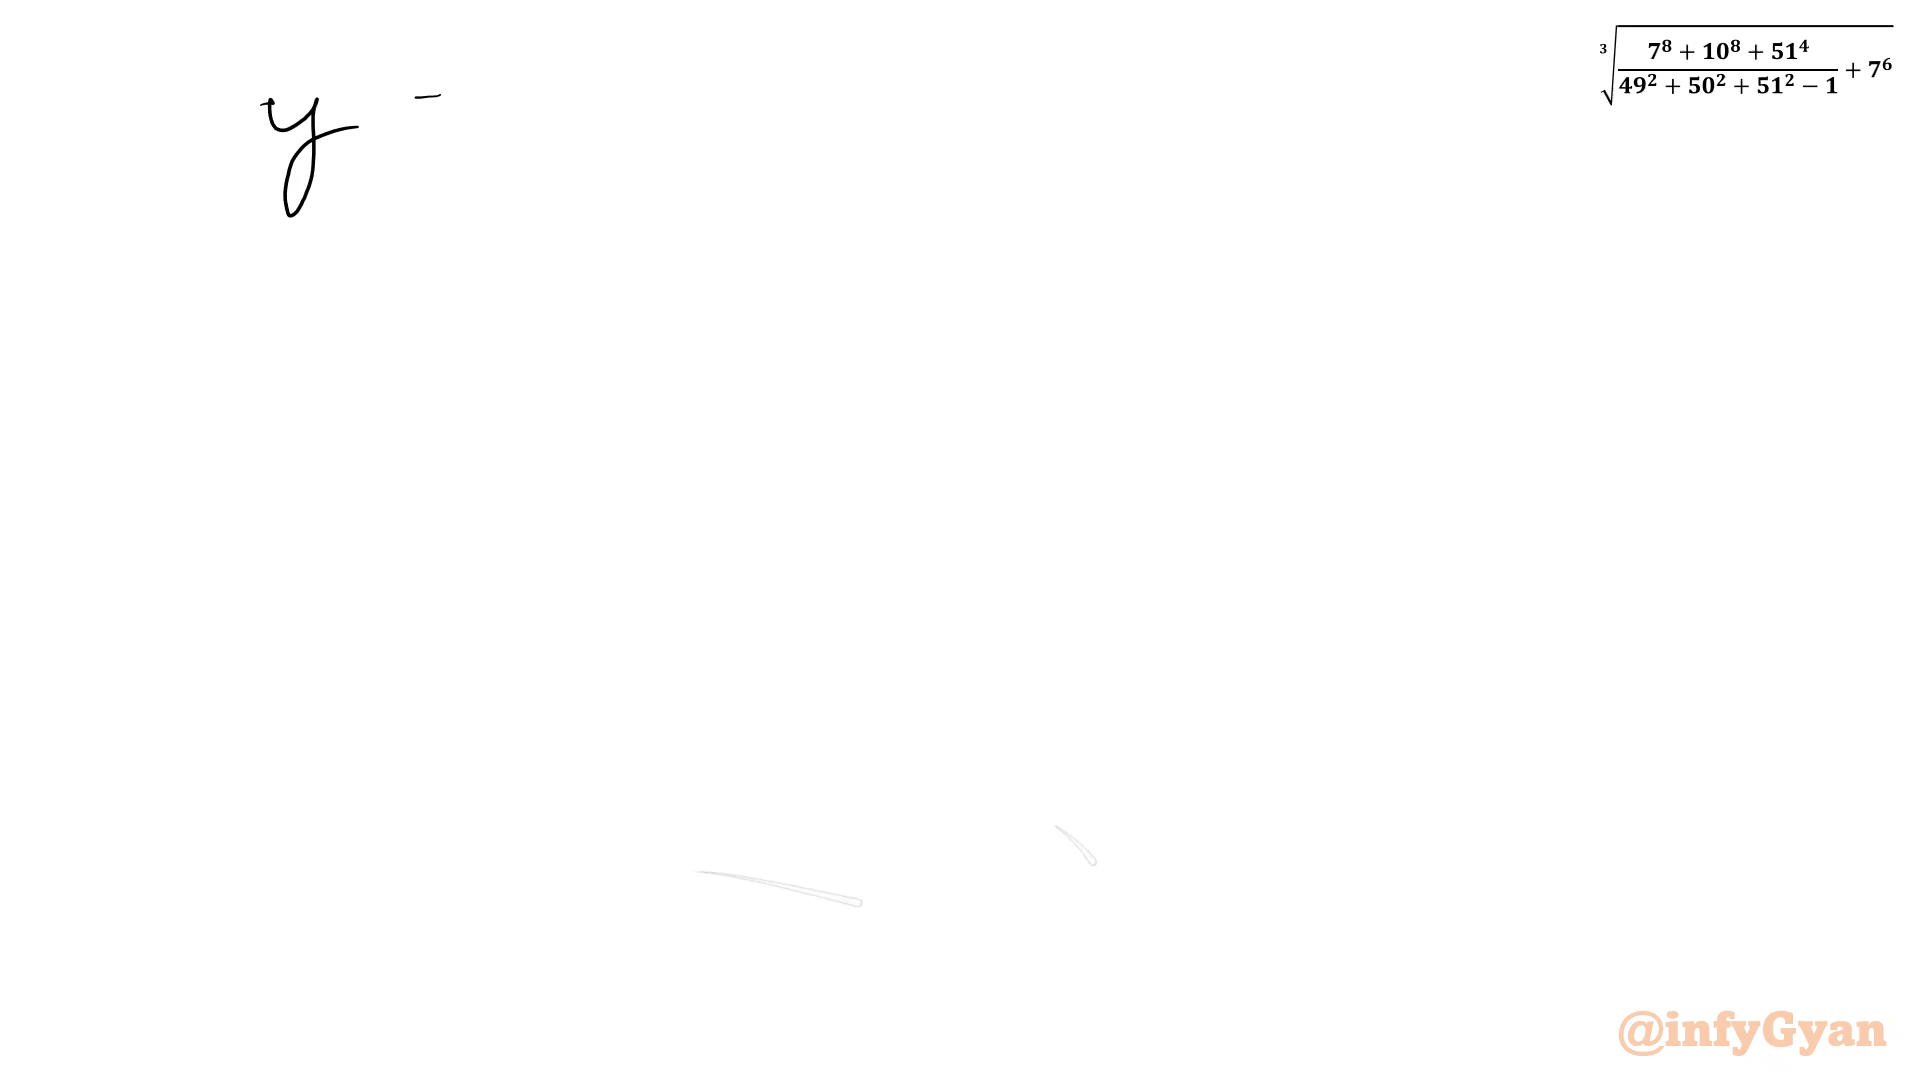 y -
∛((7⁸ + 10⁸ + 51⁴)/(49² + 50² + 51² − 1) + 7⁶)
@infyGyan